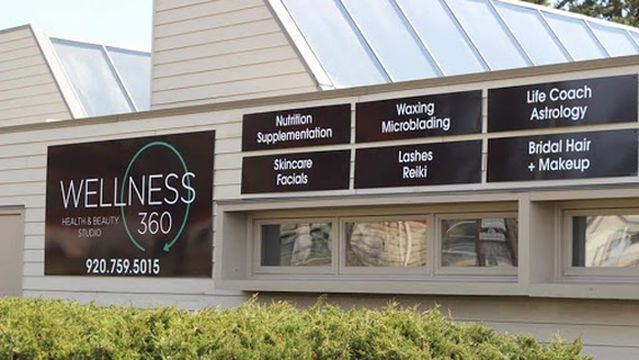 WELLNESS
HEALTH & BEAUTY
STUDIO
360
920.759.5015
Nutrition
Supplementation
Waxing
Microblading
Life Coach
Astrology
Skincare
Facials
Lashes
Reiki
Bridal Hair
+ Makeup